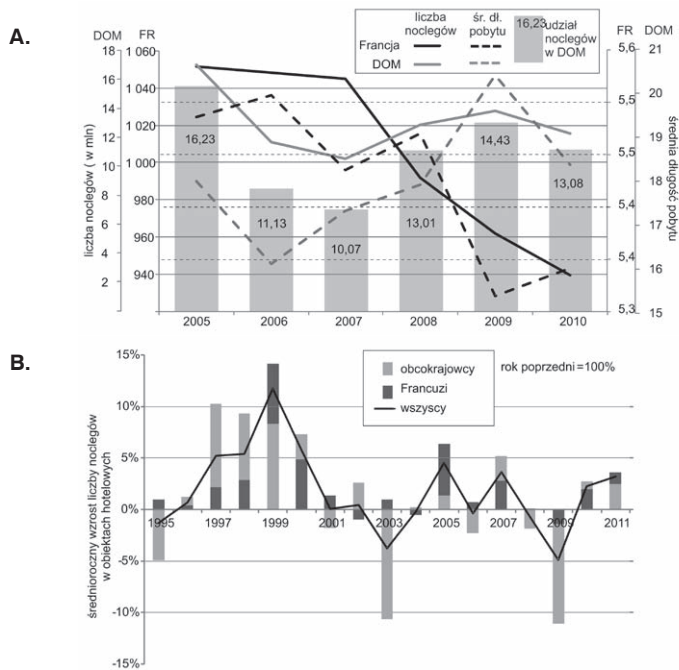 A.
DOM FR
liczba noclegów śr. dł. pobytu 16,23 udział noclegów w DOM
Francja
DOM
FR DOM
18 1 060 5,6 21
16 1 040 5,5 20
14 1 020 5,5 19
12 1 000 5,4 18
10 980 5,4 17
8 960 5,3 16
6 940 15
4
2
liczba noclegów ( w mln)
średnia długość pobytu
16,23 11,13 10,07 13,01 14,43 13,08
2005 2006 2007 2008 2009 2010
B.
15%
10%
5%
0%
-5%
-10%
-15%
średnioroczny wzrost liczby noclegów
w obiektach hotelowych
obcokrajowcy
Francuzi
wszyscy
rok poprzedni=100%
1995 1997 1999 2001 2003 2005 2007 2009 2011